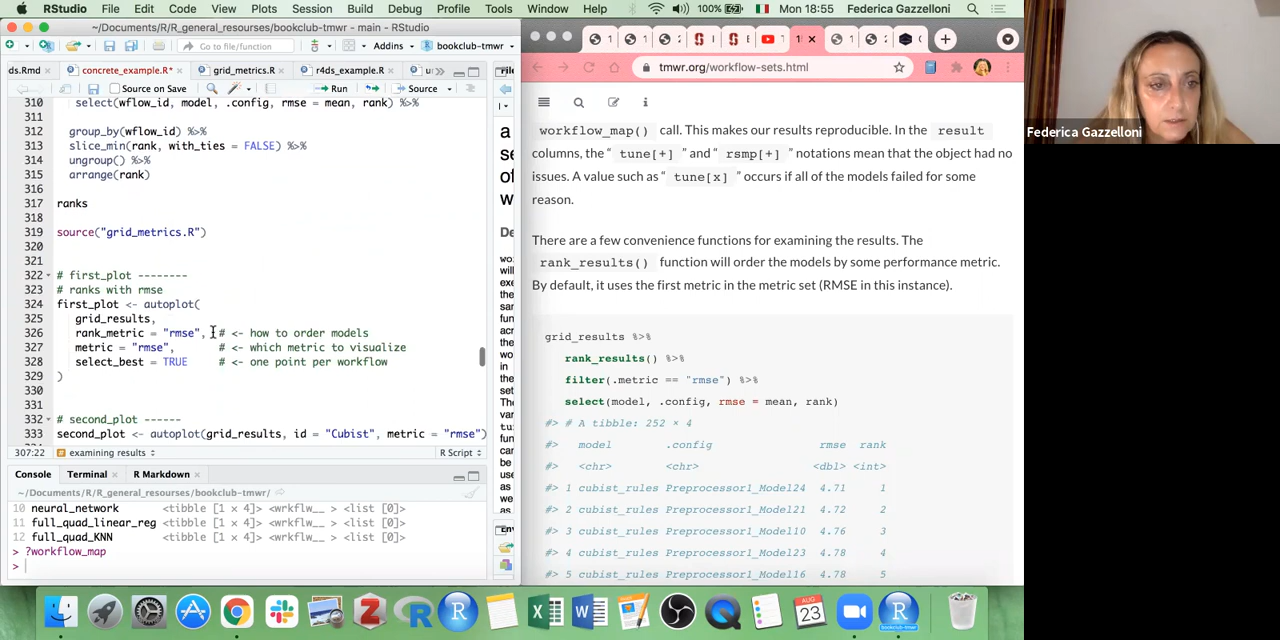 RStudio File Edit Code View Plots Session Build Debug Profile Tools Window Help 100% Mon 18:55 Federica Gazzelloni
~/Documents/R/R_general_resourses/bookclub-tmwr - main - RStudio
Go to file/function Addins bookclub-tmwr
ds.Rmd concrete_example.R* grid_metrics.R r4ds_example.R
Source on Save Run Source
310 select(wflow_id, model, .config, rmse = mean, rank) %>%
311
312 group_by(wflow_id) %>%
313 slice_min(rank, with_ties = FALSE) %>%
314 ungroup() %>%
315 arrange(rank)
316
317 ranks
318
319 source("grid_metrics.R")
320
321
322 # first_plot --------
323 # ranks with rmse
324 first_plot <- autoplot(
325 grid_results,
326 rank_metric = "rmse", # <- how to order models
327 metric = "rmse", # <- which metric to visualize
328 select_best = TRUE # <- one point per workflow
329 )
330
331
332 # second_plot ------
333 second_plot <- autoplot(grid_results, id = "Cubist", metric = "rmse")
307:22 examining results R Script
Console Terminal R Markdown
~/Documents/R/R_general_resourses/bookclub-tmwr/
10 neural_network <tibble [1 × 4]> <wrkflw__ > <list [0]>
11 full_quad_linear_reg <tibble [1 × 4]> <wrkflw__ > <list [0]>
12 full_quad_KNN <tibble [1 × 4]> <wrkflw__ > <list [0]>
> ?workflow_map
>
tmwr.org/workflow-sets.html
workflow_map() call. This makes our results reproducible. In the result
columns, the “ tune[+] ” and “ rsmp[+] ” notations mean that the object had no
issues. A value such as “ tune[x] ” occurs if all of the models failed for some
reason.
There are a few convenience functions for examining the results. The
rank_results() function will order the models by some performance metric.
By default, it uses the first metric in the metric set (RMSE in this instance).
grid_results %>%
rank_results() %>%
filter(.metric == "rmse") %>%
select(model, .config, rmse = mean, rank)
#> # A tibble: 252 × 4
#> model .config rmse rank
#> <chr> <chr> <dbl> <int>
#> 1 cubist_rules Preprocessor1_Model24 4.71 1
#> 2 cubist_rules Preprocessor1_Model21 4.72 2
#> 3 cubist_rules Preprocessor1_Model10 4.76 3
#> 4 cubist_rules Preprocessor1_Model23 4.78 4
#> 5 cubist_rules Preprocessor1_Model16 4.78 5
Federica Gazzelloni
AUG
23
bookclub-tmwr